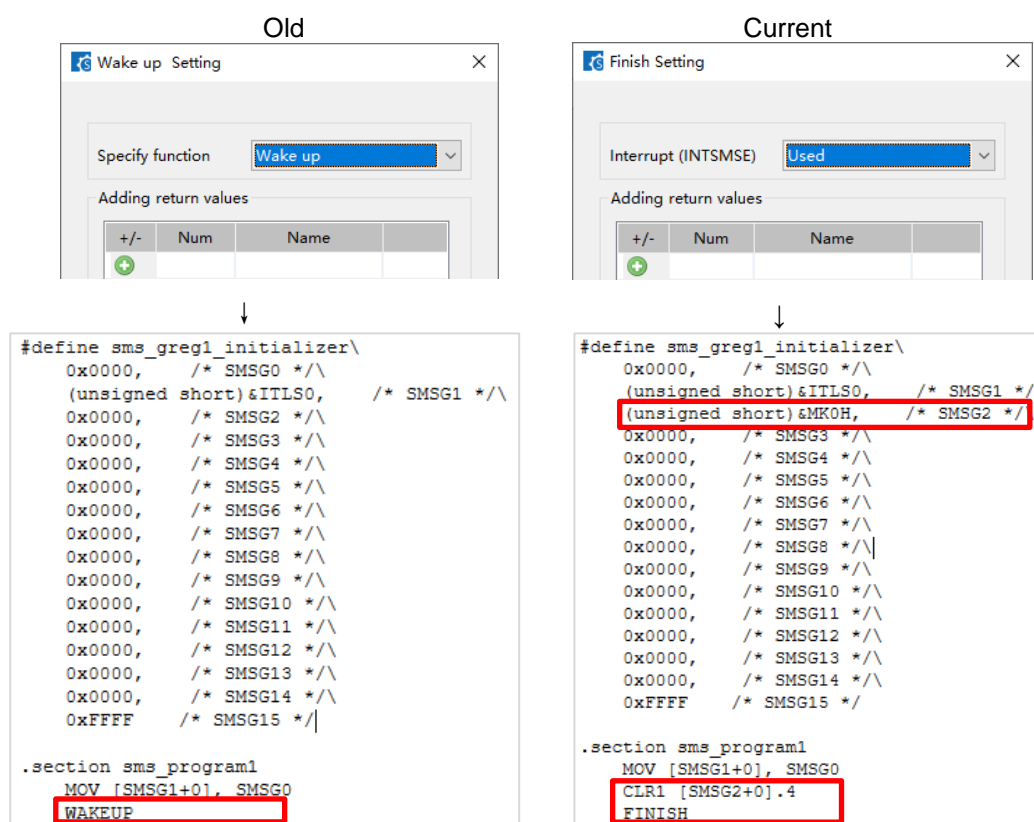 Old
Wake up Setting
Specify function
Wake up
Adding return values
+/-
Num
Name
↓
#define sms_greg1_initializer\
0x0000, /* SMSG0 */\
(unsigned short)&ITLS0, /* SMSG1 */\
0x0000, /* SMSG2 */\
0x0000, /* SMSG3 */\
0x0000, /* SMSG4 */\
0x0000, /* SMSG5 */\
0x0000, /* SMSG6 */\
0x0000, /* SMSG7 */\
0x0000, /* SMSG8 */\
0x0000, /* SMSG9 */\
0x0000, /* SMSG10 */\
0x0000, /* SMSG11 */\
0x0000, /* SMSG12 */\
0x0000, /* SMSG13 */\
0x0000, /* SMSG14 */\
0xFFFF /* SMSG15 */
.section sms_program1
MOV [SMSG1+0], SMSG0
WAKEUP
Current
Finish Setting
Interrupt (INTSMSE)
Used
Adding return values
+/-
Num
Name
↓
#define sms_greg1_initializer\
0x0000, /* SMSG0 */\
(unsigned short)&ITLS0, /* SMSG1 */
(unsigned short)&MK0H, /* SMSG2 */\
0x0000, /* SMSG3 */\
0x0000, /* SMSG4 */\
0x0000, /* SMSG5 */\
0x0000, /* SMSG6 */\
0x0000, /* SMSG7 */\
0x0000, /* SMSG8 */\
0x0000, /* SMSG9 */\
0x0000, /* SMSG10 */\
0x0000, /* SMSG11 */\
0x0000, /* SMSG12 */\
0x0000, /* SMSG13 */\
0x0000, /* SMSG14 */\
0xFFFF /* SMSG15 */
.section sms_program1
MOV [SMSG1+0], SMSG0
CLR1 [SMSG2+0].4
FINISH